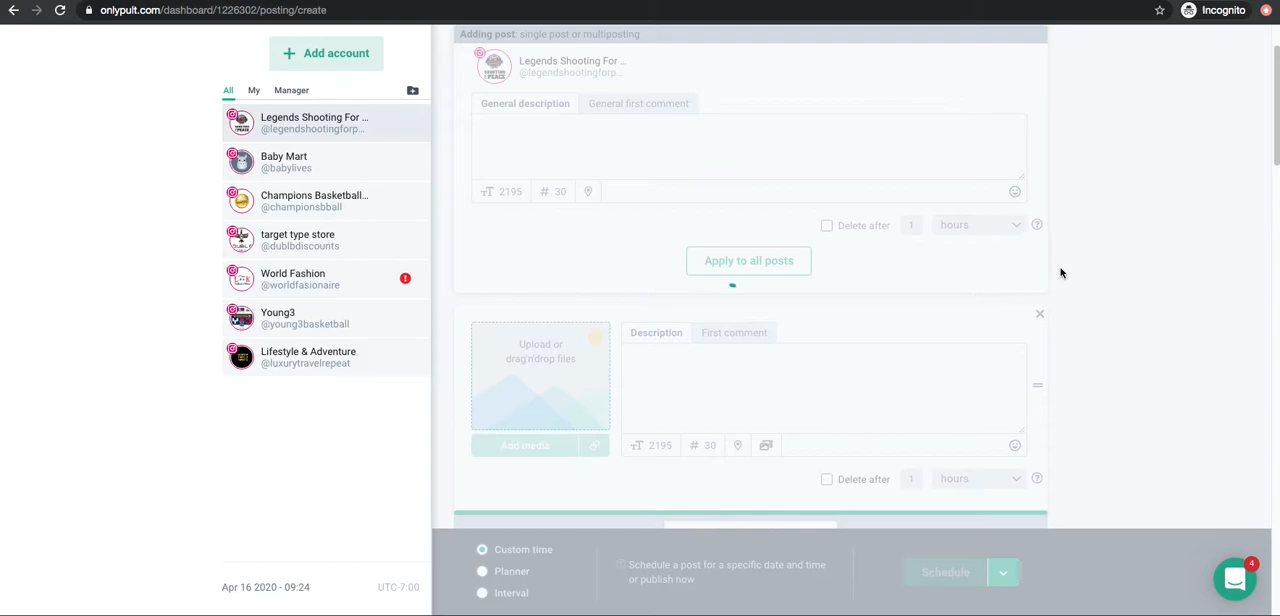 onlypult.com/dashboard/1226302/posting/create
Incognito
+ Add account
All My Manager
Legends Shooting For ...
@legendshootingforp...
Baby Mart
@babylives
Champions Basketball...
@championsbball
target type store
@dublbdiscounts
World Fashion
@worldfasionaire
Young3
@young3basketball
Lifestyle & Adventure
@luxurytravelrepeat
Apr 16 2020 - 09:24 UTC-7:00
Adding post: single post or multiposting
Legends Shooting For ...
@legendshootingforp...
General description General first comment
2195 # 30
Delete after 1 hours
Apply to all posts
Upload or
drag'n'drop files
Add media
Description First comment
2195 # 30
Delete after 1 hours
Custom time
Planner
Interval
Schedule a post for a specific date and time
or publish now
Schedule
4